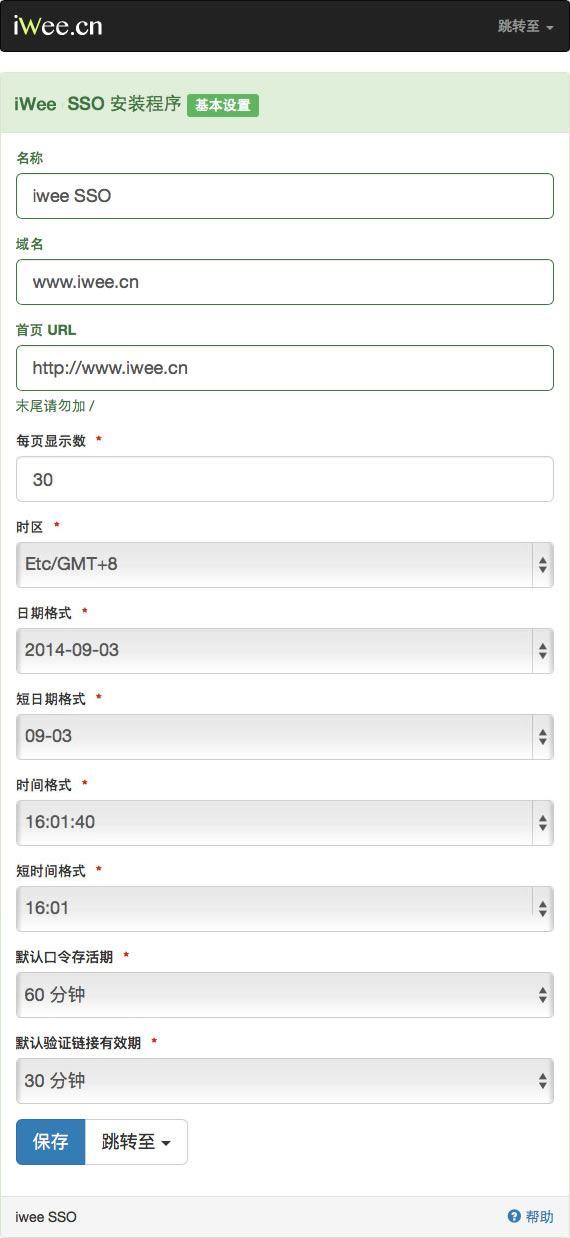 iWee.cn 跳转至
iWee SSO 安装程序 基本设置
名称
iwee SSO
域名
www.iwee.cn
首页 URL
http://www.iwee.cn
末尾请勿加 /
每页显示数 *
30
时区 *
Etc/GMT+8
日期格式 *
2014-09-03
短日期格式 *
09-03
时间格式 *
16:01:40
短时间格式 *
16:01
默认口令存活期 *
60 分钟
默认验证链接有效期 *
30 分钟
保存 跳转至
iwee SSO 帮助